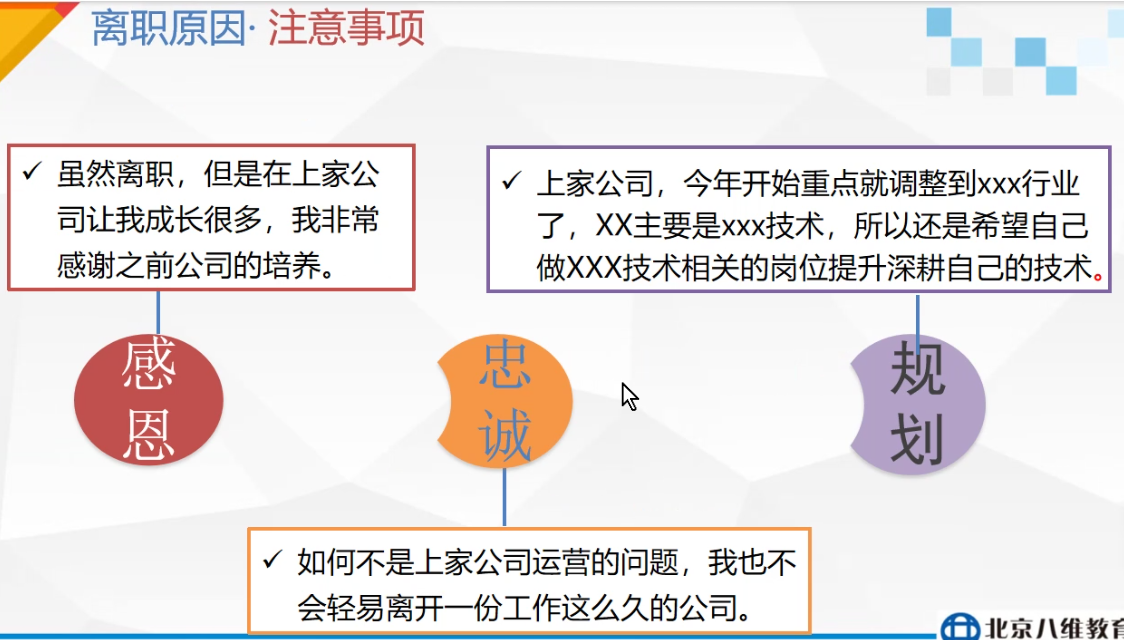 离职原因· 注意事项
✓ 虽然离职，但是在上家公
司让我成长很多，我非常
感谢之前公司的培养。
✓ 上家公司，今年开始重点就调整到xxx行业
了，XX主要是xxx技术，所以还是希望自己
做XXX技术相关的岗位提升深耕自己的技术。
感
恩
忠
诚
规
划
✓ 如何不是上家公司运营的问题，我也不
会轻易离开一份工作这么久的公司。
北京八维教育